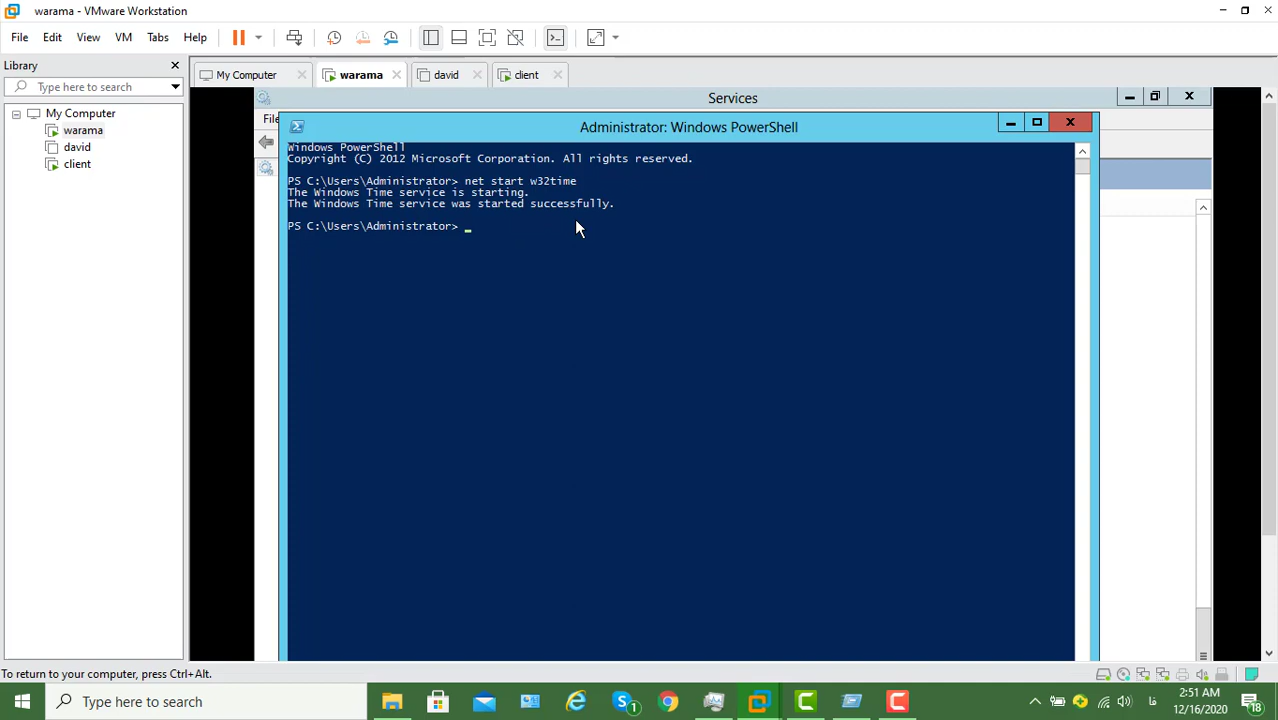 warama - VMware Workstation
File Edit View VM Tabs Help
Library
Type here to search
My Computer
warama
david
client
My Computer
warama
david
client
Services
File
Administrator: Windows PowerShell
Windows PowerShell
Copyright (C) 2012 Microsoft Corporation. All rights reserved.
PS C:\Users\Administrator> net start w32time
The Windows Time service is starting.
The Windows Time service was started successfully.
PS C:\Users\Administrator> _
To return to your computer, press Ctrl+Alt.
Type here to search
2:51 AM
12/16/2020
18